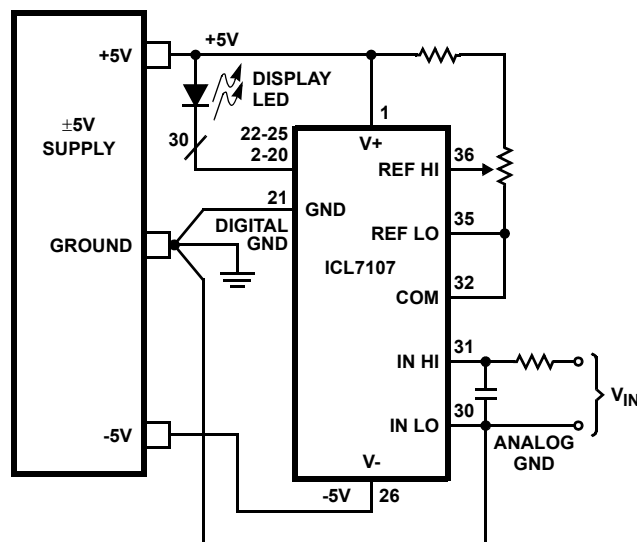 +5V
+5V
DISPLAY
LED
±5V
SUPPLY
30
22-25
2-20
1
V+
36
REF HI
21
GND
DIGITAL
GND
35
REF LO
GROUND
ICL7107
32
COM
31
IN HI
VIN
30
IN LO
ANALOG
GND
-5V
V-
-5V
26